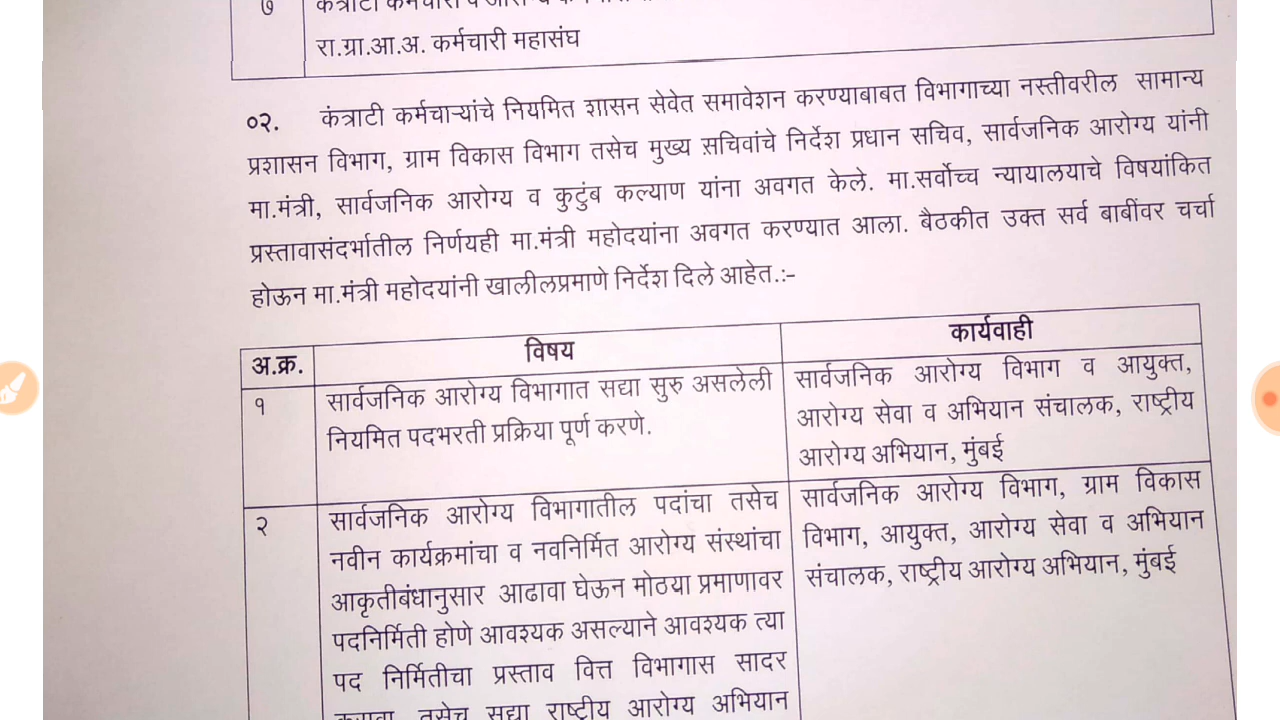 ७
रा.ग्रा.आ.अ. कर्मचारी महासंघ
०२. कंत्राटी कर्मचाऱ्यांचे नियमित शासन सेवेत समावेशन करण्याबाबत विभागाच्या नस्तीवरील सामान्य
प्रशासन विभाग, ग्राम विकास विभाग तसेच मुख्य सचिवांचे निर्देश प्रधान सचिव, सार्वजनिक आरोग्य यांनी
मा.मंत्री, सार्वजनिक आरोग्य व कुटुंब कल्याण यांना अवगत केले. मा.सर्वोच्च न्यायालयाचे विषयांकित
प्रस्तावासंदर्भातील निर्णयही मा.मंत्री महोदयांना अवगत करण्यात आला. बैठकीत उक्त सर्व बाबींवर चर्चा
होऊन मा.मंत्री महोदयांनी खालीलप्रमाणे निर्देश दिले आहेत.:-
अ.क्र. विषय कार्यवाही
१ सार्वजनिक आरोग्य विभागात सद्या सुरु असलेली
नियमित पदभरती प्रक्रिया पूर्ण करणे.
सार्वजनिक आरोग्य विभाग व आयुक्त,
आरोग्य सेवा व अभियान संचालक, राष्ट्रीय
आरोग्य अभियान, मुंबई
२ सार्वजनिक आरोग्य विभागातील पदांचा तसेच
नवीन कार्यक्रमांचा व नवनिर्मित आरोग्य संस्थांचा
आकृतीबंधानुसार आढावा घेऊन मोठया प्रमाणावर
पदनिर्मिती होणे आवश्यक असल्याने आवश्यक त्या
पद निर्मितीचा प्रस्ताव वित्त विभागास सादर
तसेच सद्या राष्ट्रीय आरोग्य अभियान
सार्वजनिक आरोग्य विभाग, ग्राम विकास
विभाग, आयुक्त, आरोग्य सेवा व अभियान
संचालक, राष्ट्रीय आरोग्य अभियान, मुंबई